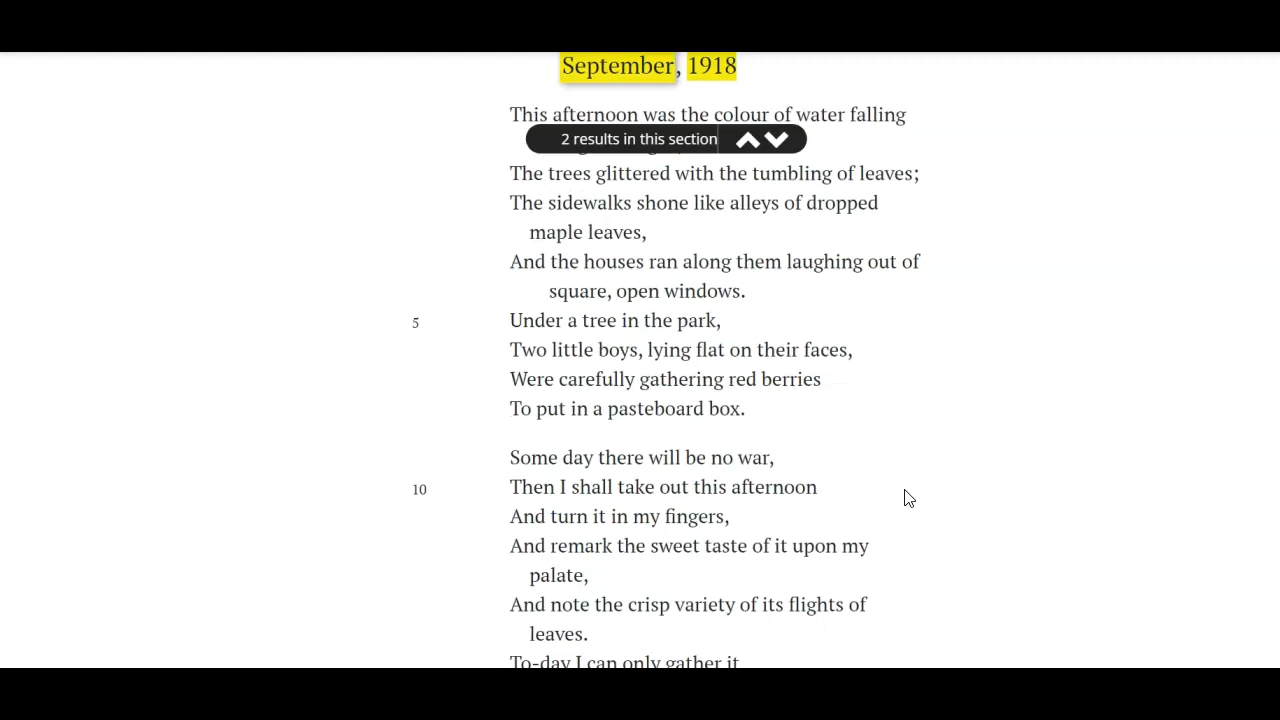 September, 1918
This afternoon was the colour of water falling
2 results in this section
The trees glittered with the tumbling of leaves;
The sidewalks shone like alleys of dropped
maple leaves,
And the houses ran along them laughing out of
square, open windows.
5 Under a tree in the park,
Two little boys, lying flat on their faces,
Were carefully gathering red berries
To put in a pasteboard box.
Some day there will be no war,
10 Then I shall take out this afternoon
And turn it in my fingers,
And remark the sweet taste of it upon my
palate,
And note the crisp variety of its flights of
leaves.
To-day I can only gather it